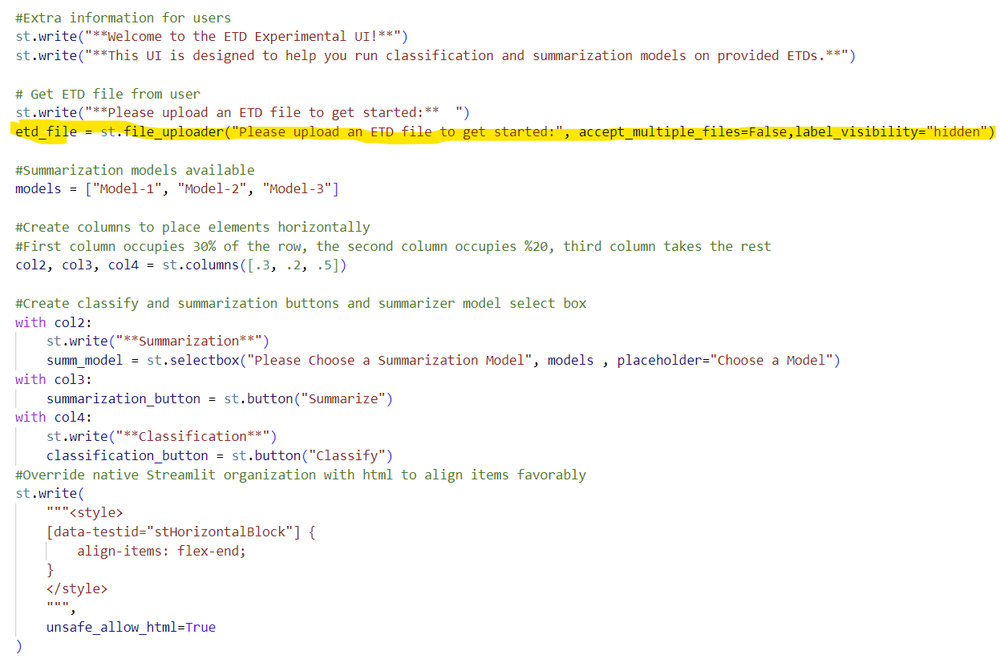 #Extra information for users
st.write("**Welcome to the ETD Experimental UI!**")
st.write("**This UI is designed to help you run classification and summarization models on provided ETDs.**")
# Get ETD file from user
st.write("**Please upload an ETD file to get started:**  ")
etd_file = st.file_uploader("Please upload an ETD file to get started:", accept_multiple_files=False,label_visibility="hidden")
#Summarization models available
models = ["Model-1", "Model-2", "Model-3"]
#Create columns to place elements horizontally
#First column occupies 30% of the row, the second column occupies %20, third column takes the rest
col2, col3, col4 = st.columns([.3, .2, .5])
#Create classify and summarization buttons and summarizer model select box
with col2:
    st.write("**Summarization**")
    summ_model = st.selectbox("Please Choose a Summarization Model", models , placeholder="Choose a Model")
with col3:
    summarization_button = st.button("Summarize")
with col4:
    st.write("**Classification**")
    classification_button = st.button("Classify")
#Override native Streamlit organization with html to align items favorably
st.write(
    """<style>
    [data-testid="stHorizontalBlock"] {
        align-items: flex-end;
    }
    </style>
    """,
    unsafe_allow_html=True
)